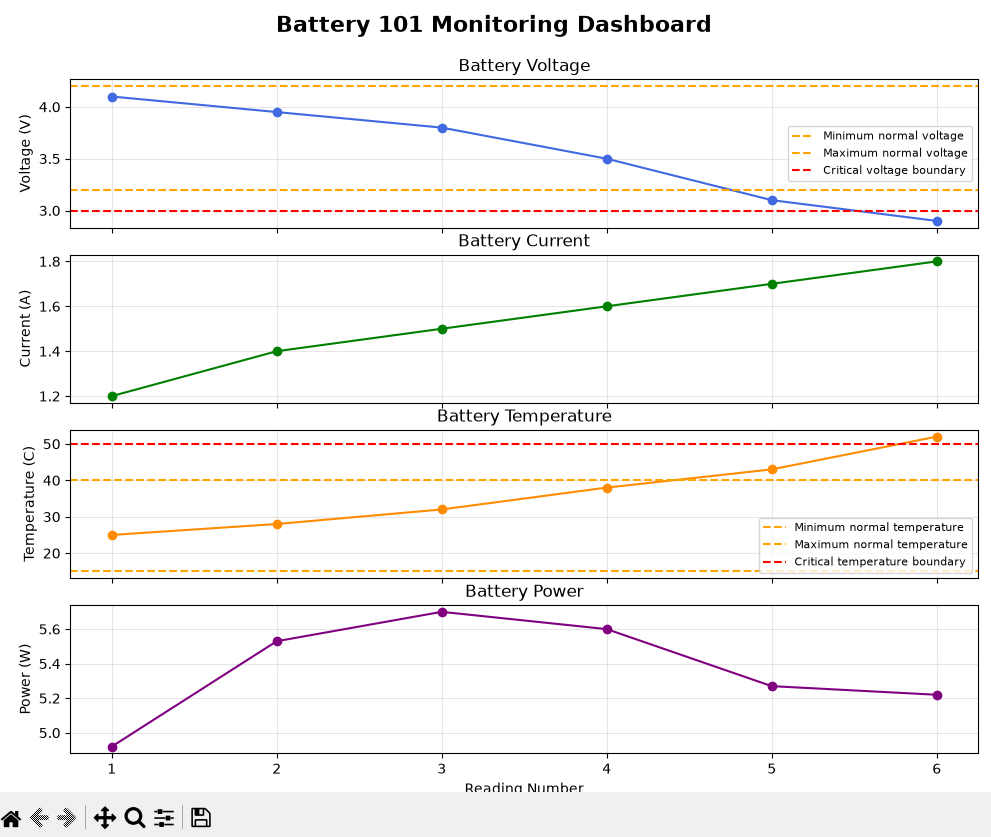 Battery 101 Monitoring Dashboard
Battery Voltage
Voltage (V)
4.0
3.5
3.0
Minimum normal voltage
Maximum normal voltage
Critical voltage boundary
Battery Current
Current (A)
1.8
1.6
1.4
1.2
Battery Temperature
Temperature (C)
50
40
30
20
Minimum normal temperature
Maximum normal temperature
Critical temperature boundary
Battery Power
Power (W)
5.6
5.4
5.2
5.0
1 2 3 4 5 6
Reading Number